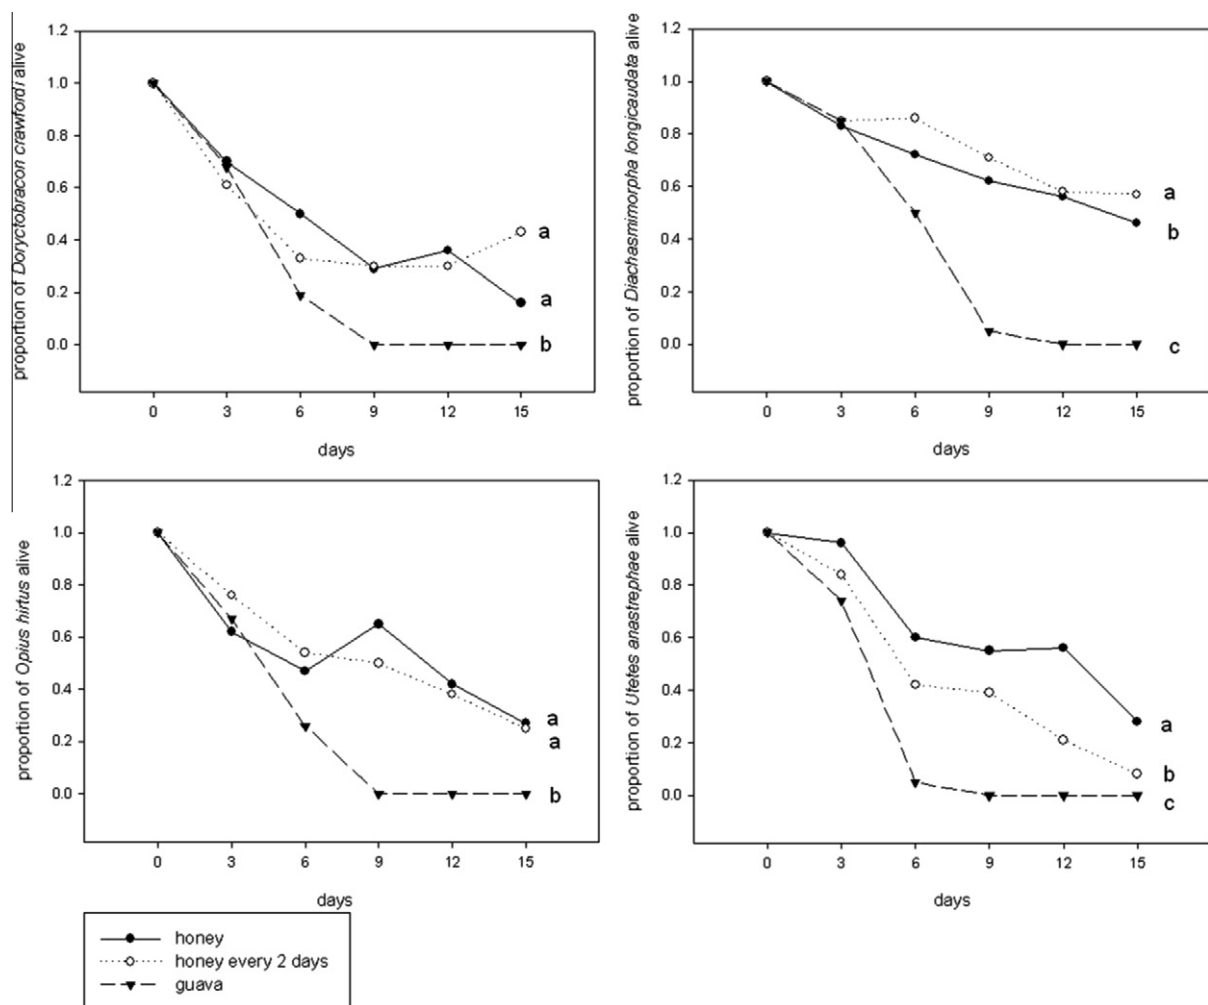 proportion of Doryctobracon crawfordi alive
1.2
1.0
0.8
0.6
0.4
0.2
0.0
a
a
b
0 3 6 9 12 15
days
proportion of Diachasmimorpha longicaudata alive
1.2
1.0
0.8
0.6
0.4
0.2
0.0
a
b
c
0 3 6 9 12 15
days
proportion of Opius hirtus alive
1.2
1.0
0.8
0.6
0.4
0.2
0.0
a
a
b
0 3 6 9 12 15
days
proportion of Utetes anastrephae alive
1.2
1.0
0.8
0.6
0.4
0.2
0.0
a
b
c
0 3 6 9 12 15
days
honey
honey every 2 days
guava